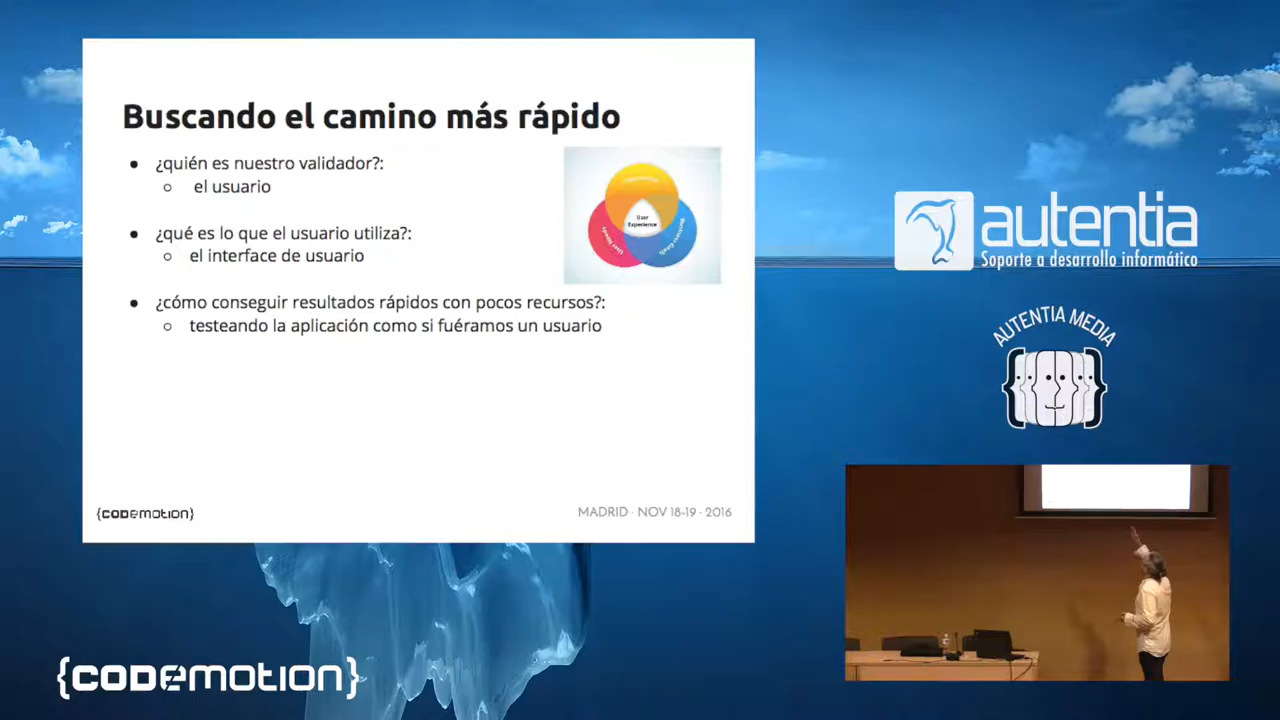 Buscando el camino más rápido
● ¿quién es nuestro validador?:
○ el usuario
● ¿qué es lo que el usuario utiliza?:
○ el interface de usuario
● ¿cómo conseguir resultados rápidos con pocos recursos?:
○ testeando la aplicación como si fuéramos un usuario
User
Experience
{CODEMOTION}
MADRID · NOV 18-19 · 2016
autentia
Soporte a desarrollo informático
AUTENTIA MEDIA
{CODEMOTION}